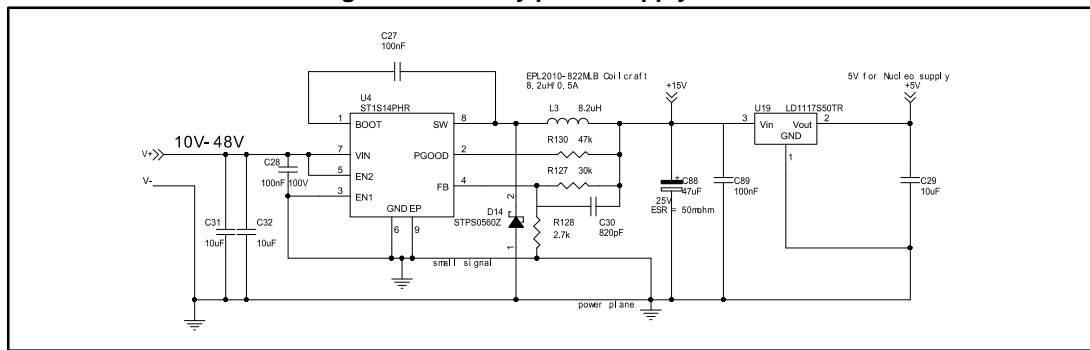 C27
100nF
EPL2010-822MLB Coilcraft
8.2uH/0.5A
+15V
5V for Nucleo supply
+5V
U4
ST1S14PHR
L3 8.2uH
U19 LD1117S50TR
1 BOOT SW 8
3 Vin Vout 2
GND
1
10V-48V
R130 47k
V+ 7 VIN PGOOD 2
C28
100nF 100V
5 EN2
R127 30k
3 EN1 FB 4
V-
C88
47uF
25V
ESR = 50mohm
C89
100nF
C29
10uF
GND EP
6 9
2
D14
STPS0560Z
1
R128
2.7k
C30
820pF
C31
10uF
C32
10uF
small signal
power plane